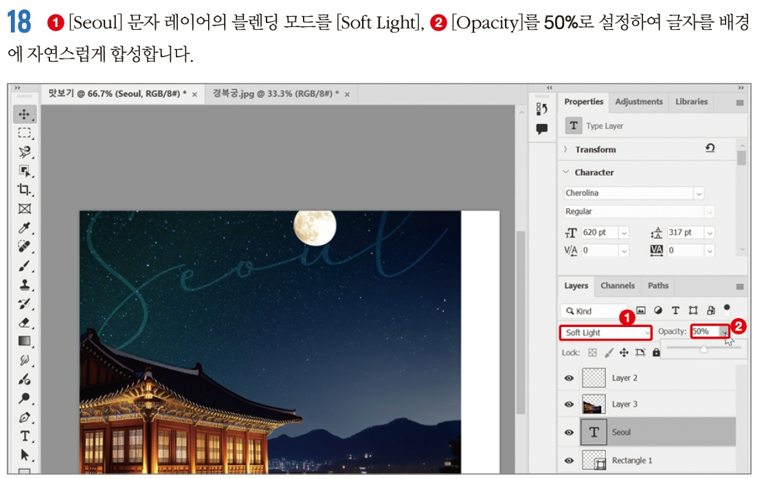 18 ❶ [Seoul] 문자 레이어의 블렌딩 모드를 [Soft Light], ❷ [Opacity]를 50%로 설정하여 글자를 배경
에 자연스럽게 합성합니다.
맛보기 @ 66.7% (Seoul, RGB/8#) * × 경복궁.jpg @ 33.3% (RGB/8#) * ×
Properties Adjustments Libraries
T Type Layer
Transform
Character
Cherolina
Regular
620 pt 317 pt
V/A 0 VA 0
Seoul
Layers Channels Paths
Kind
❶
Soft Light Opacity: 50% ❷
Lock:
Layer 2
Layer 3
T Seoul
Rectangle 1